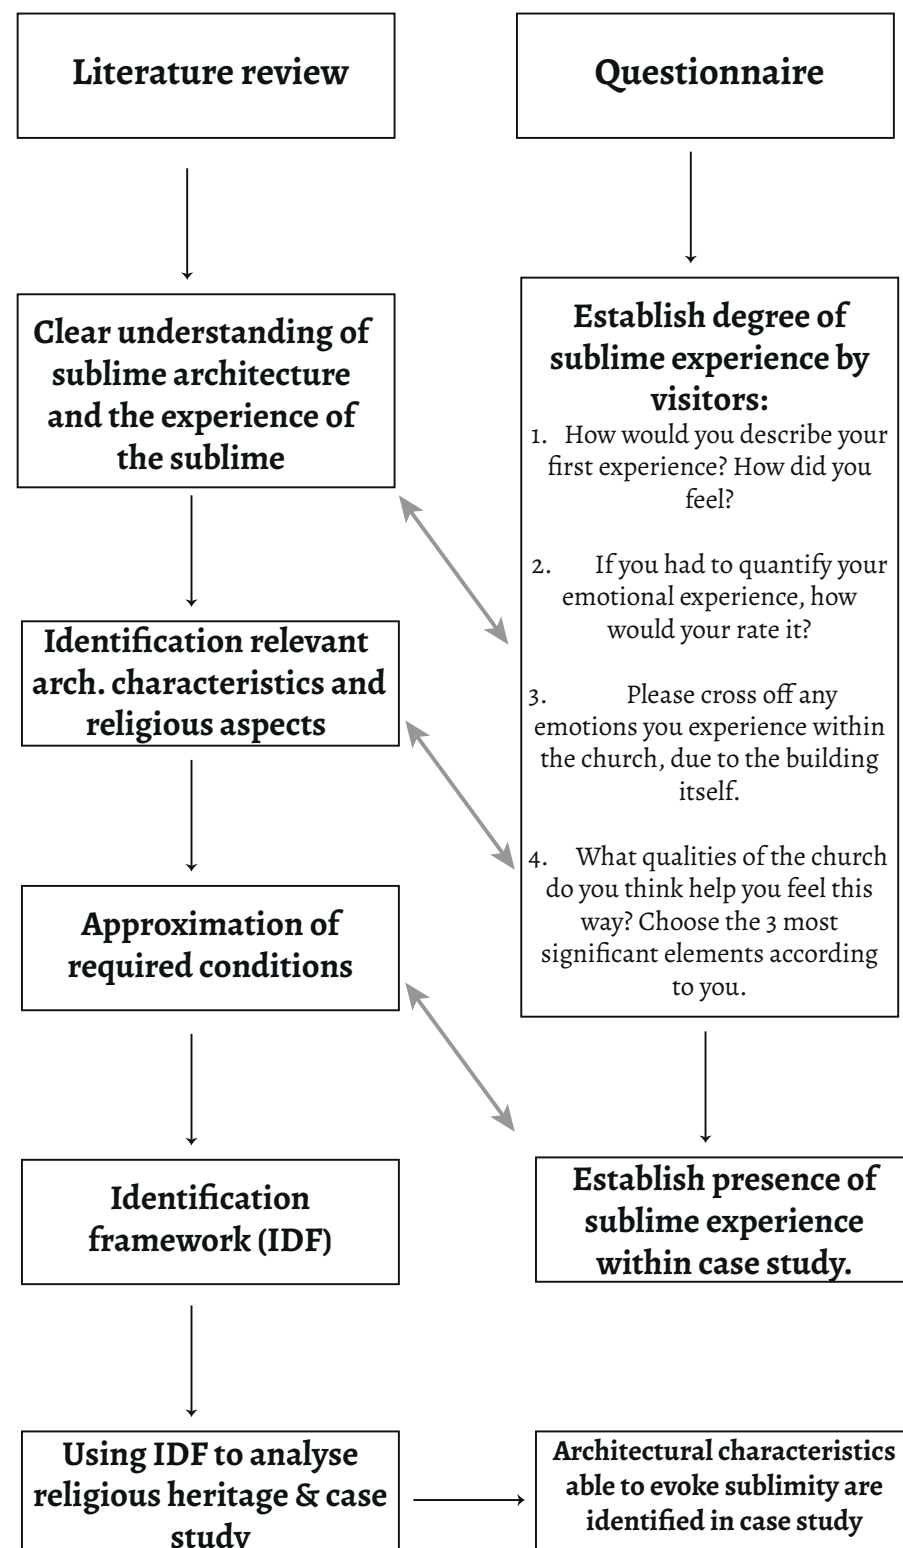 Literature review
Questionnaire
Clear understanding of
sublime architecture
and the experience of
the sublime
Identification relevant
arch. characteristics and
religious aspects
Approximation of
required conditions
Identification
framework (IDF)
Using IDF to analyse
religious heritage & case
study
Establish degree of
sublime experience by
visitors:
1. How would you describe your
first experience? How did you
feel?
2. If you had to quantify your
emotional experience, how
would your rate it?
3. Please cross off any
emotions you experience within
the church, due to the building
itself.
4. What qualities of the church
do you think help you feel this
way? Choose the 3 most
significant elements according
to you.
Establish presence of
sublime experience
within case study.
Architectural characteristics
able to evoke sublimity are
identified in case study